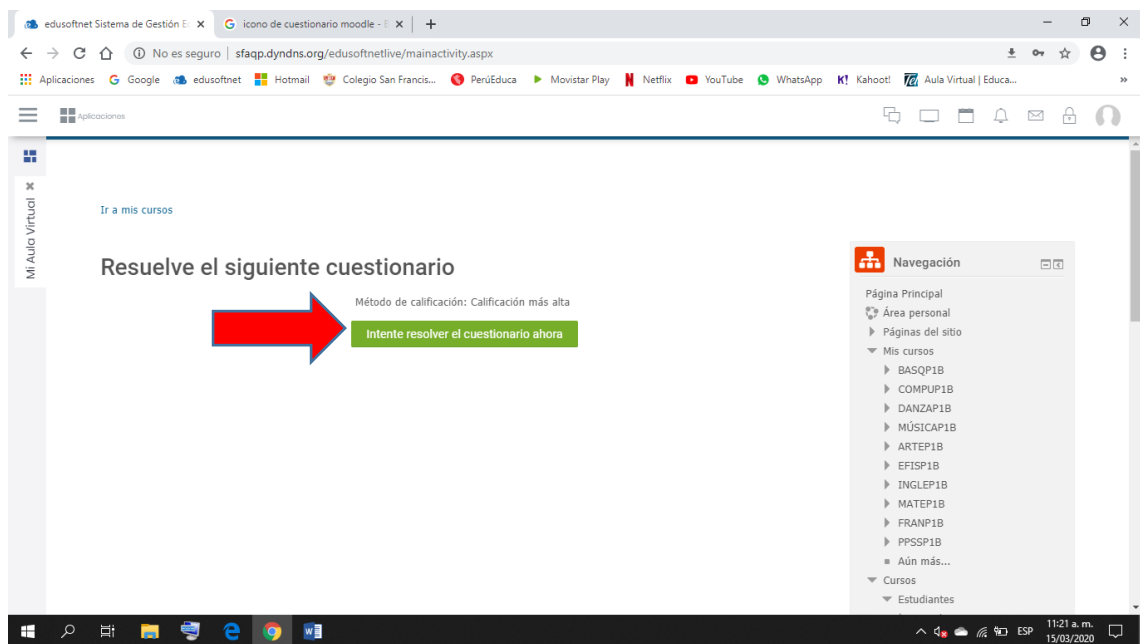 edusoftnet Sistema de Gestión E
icono de cuestionario moodle -
No es seguro | sfaqp.dyndns.org/edusoftnetlive/mainactivity.aspx
Aplicaciones Google edusoftnet Hotmail Colegio San Francis... PerúEduca Movistar Play Netflix YouTube WhatsApp K! Kahoot! Aula Virtual | Educa... »
Aplicaciones
Mi Aula Virtual
Ir a mis cursos
Resuelve el siguiente cuestionario
Método de calificación: Calificación más alta
Intente resolver el cuestionario ahora
Navegación
Página Principal
Área personal
Páginas del sitio
Mis cursos
BASQP1B
COMPUP1B
DANZAP1B
MÚSICAP1B
ARTEP1B
EFISP1B
INGLEP1B
MATEP1B
FRANP1B
PPSSP1B
Aún más...
Cursos
Estudiantes
ESP
11:21 a. m.
15/03/2020